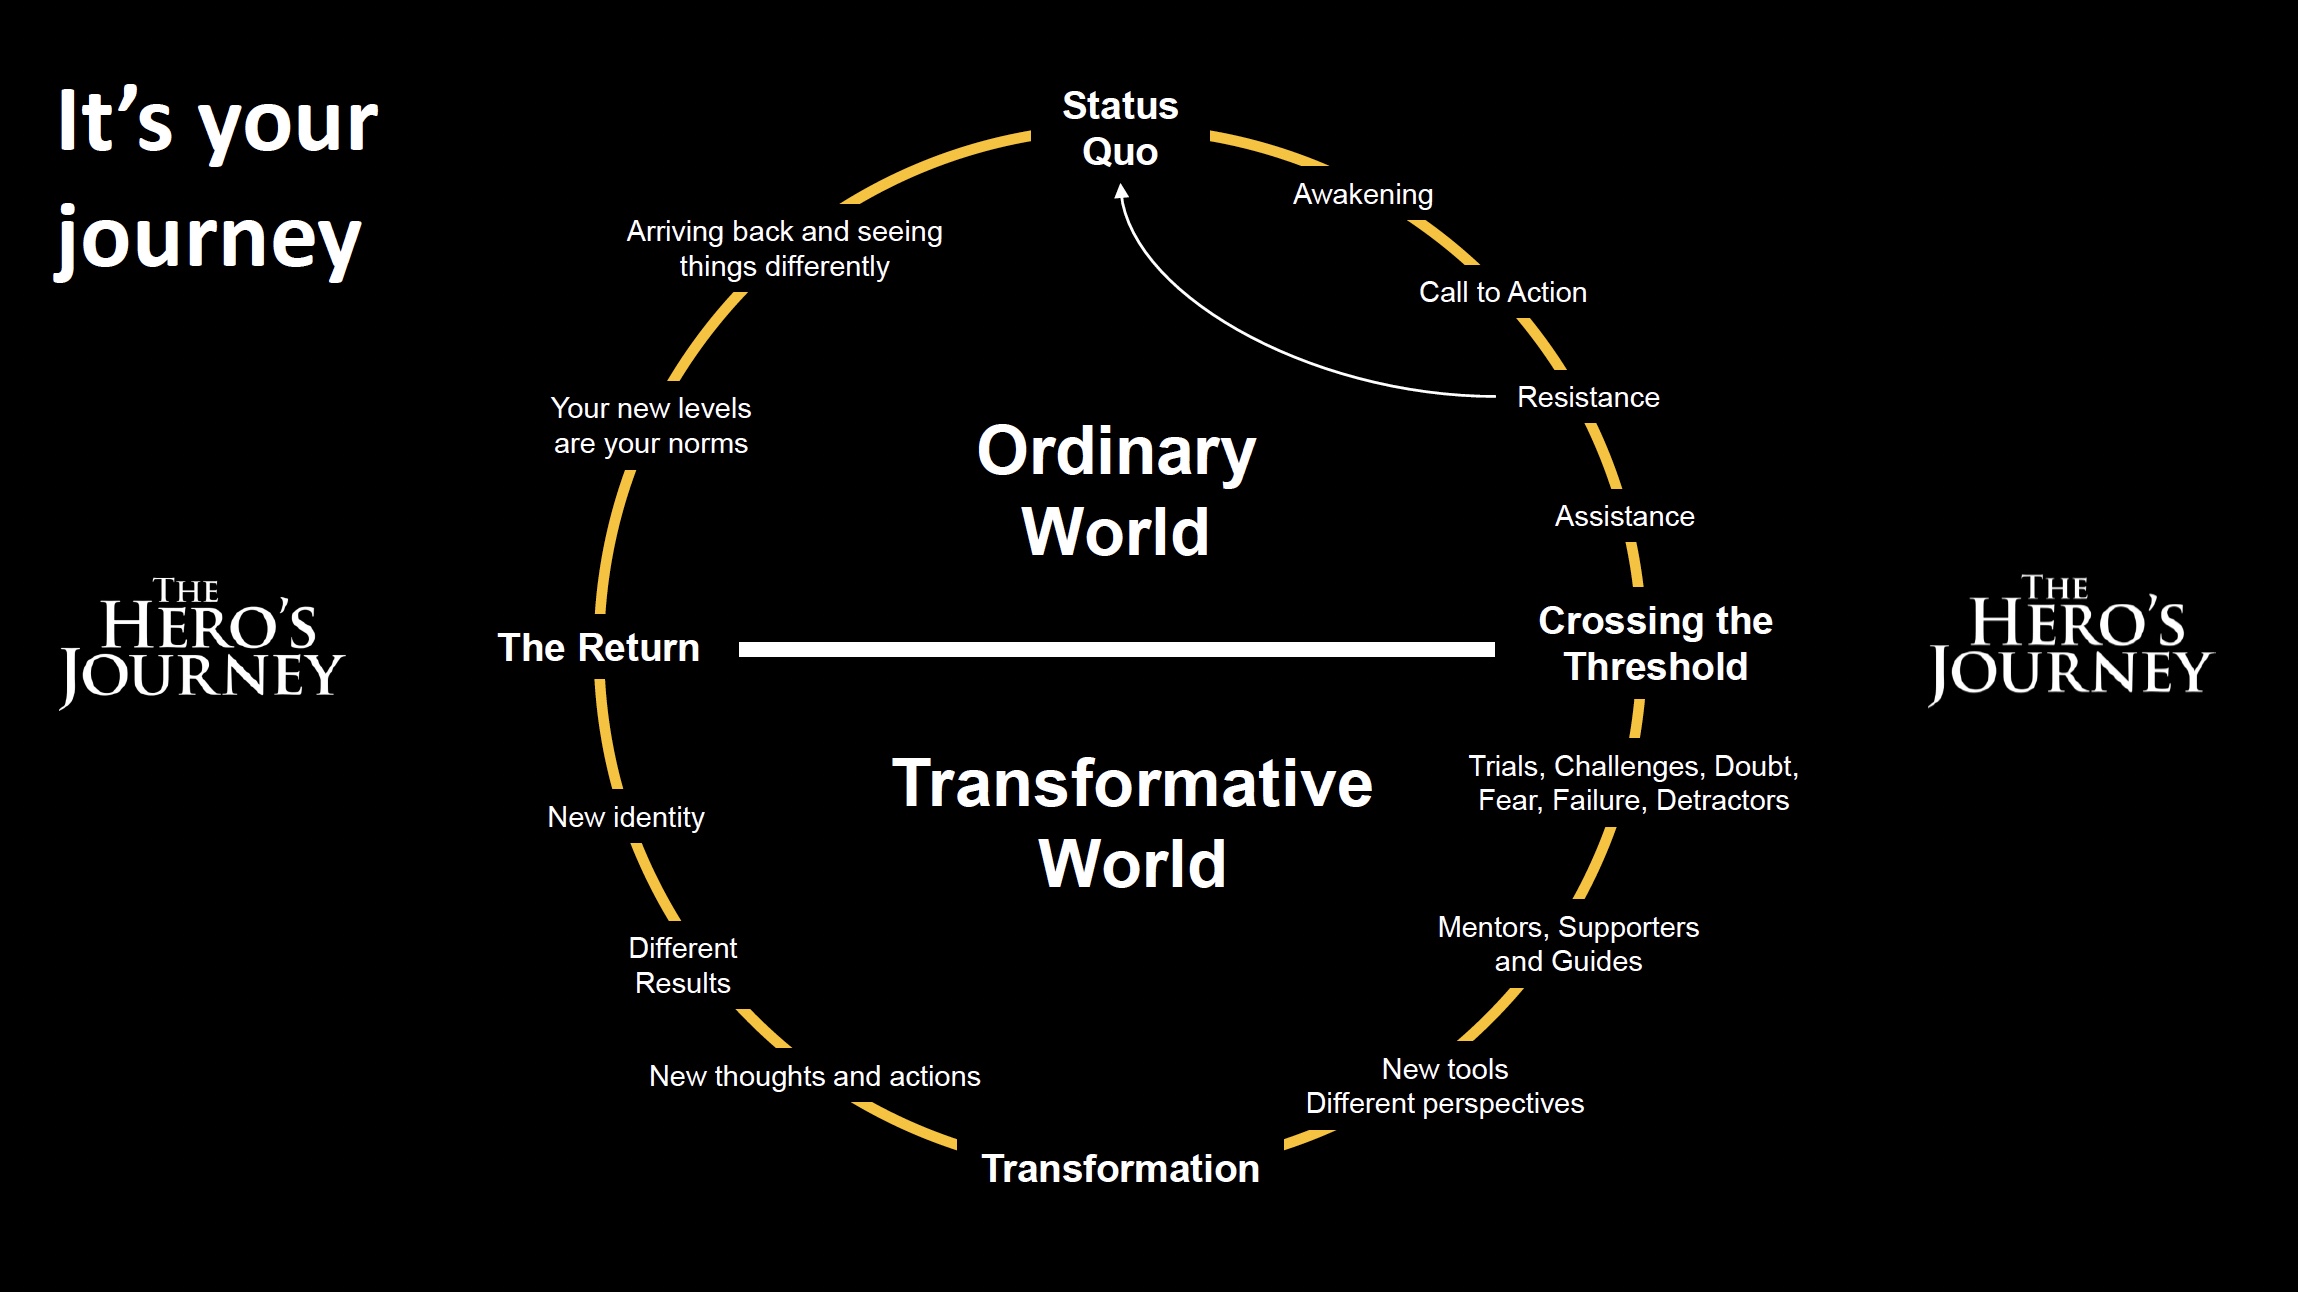 It’s your
journey
Status
Quo
Awakening
Call to Action
Resistance
Assistance
Crossing the
Threshold
Trials, Challenges, Doubt,
Fear, Failure, Detractors
Mentors, Supporters
and Guides
New tools
Different perspectives
Transformation
New thoughts and actions
Different
Results
New identity
The Return
Your new levels
are your norms
Arriving back and seeing
things differently
Ordinary
World
Transformative
World
THE
HERO’S
JOURNEY
THE
HERO’S
JOURNEY